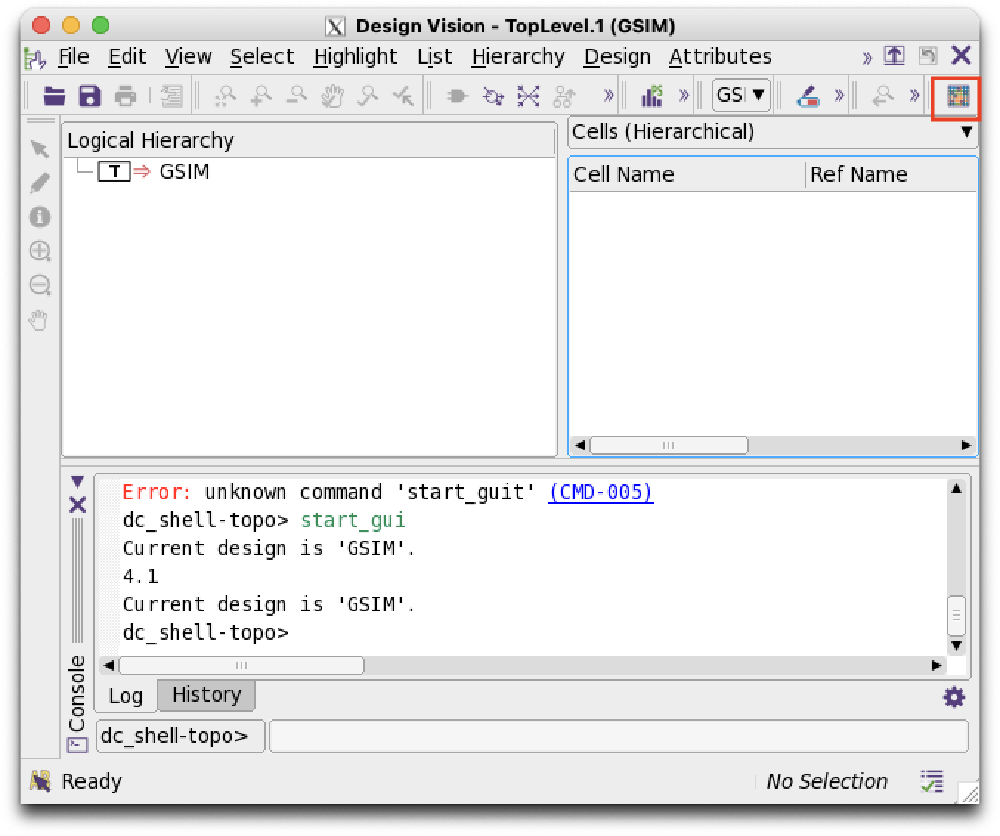 Design Vision - TopLevel.1 (GSIM)
File Edit View Select Highlight List Hierarchy Design Attributes »
» PS » GS » »
Logical Hierarchy
T GSIM
Cells (Hierarchical)
Cell Name Ref Name
Error: unknown command 'start_guit' (CMD-005)
dc_shell-topo> start_gui
Current design is 'GSIM'.
4.1
Current design is 'GSIM'.
dc_shell-topo>
Console
Log History
dc_shell-topo>
Ready No Selection